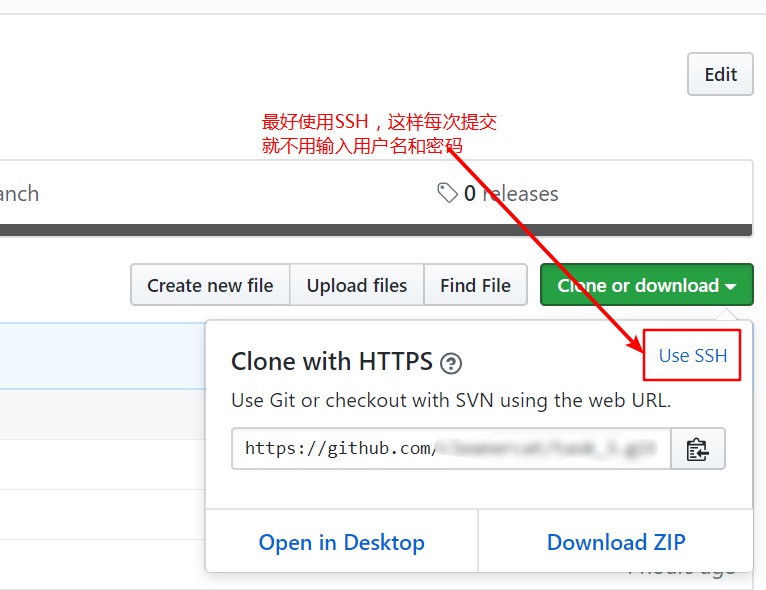 Edit
最好使用SSH，这样每次提交
就不用输入用户名和密码
anch
0 releases
Create new file
Upload files
Find File
Clone or download
Clone with HTTPS
Use SSH
Use Git or checkout with SVN using the web URL.
https://github.com/
Open in Desktop
Download ZIP
hours ago